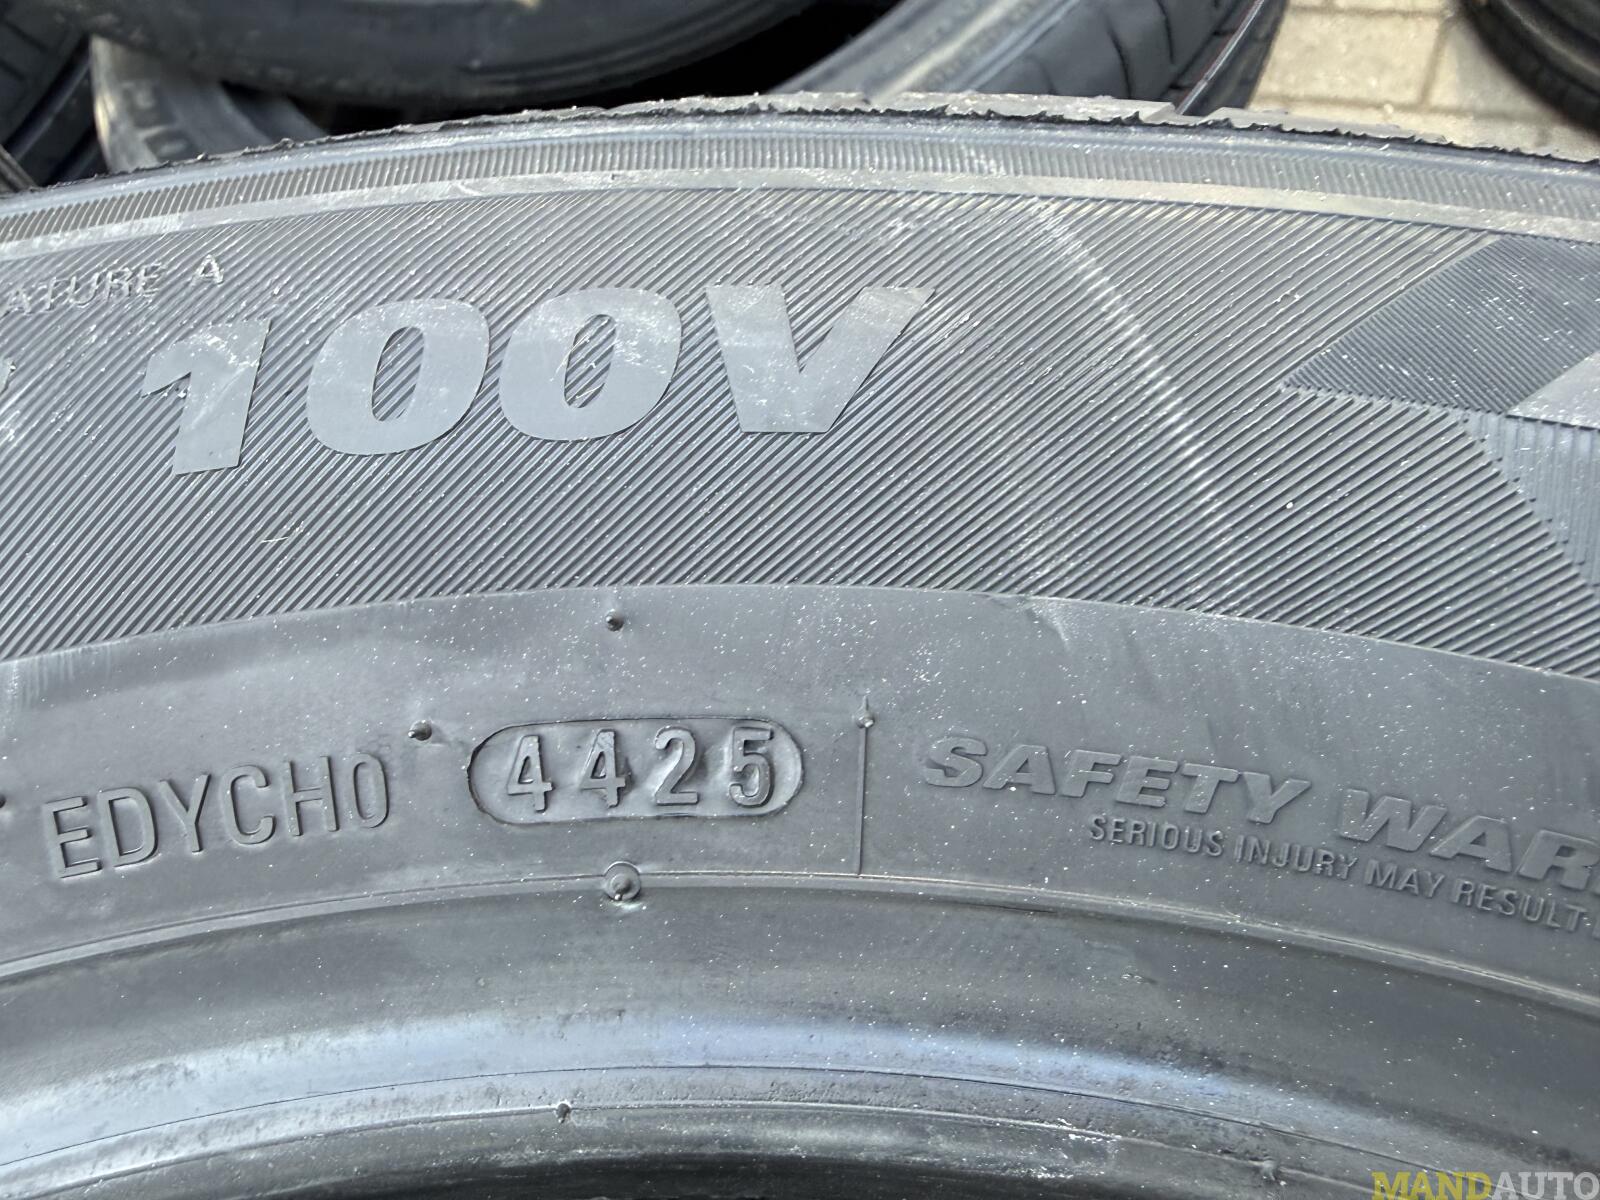 ATURE A
100V
EDYCH0 4425
SAFETY WAR
SERIOUS INJURY MAY RESULT
MANDAUTO